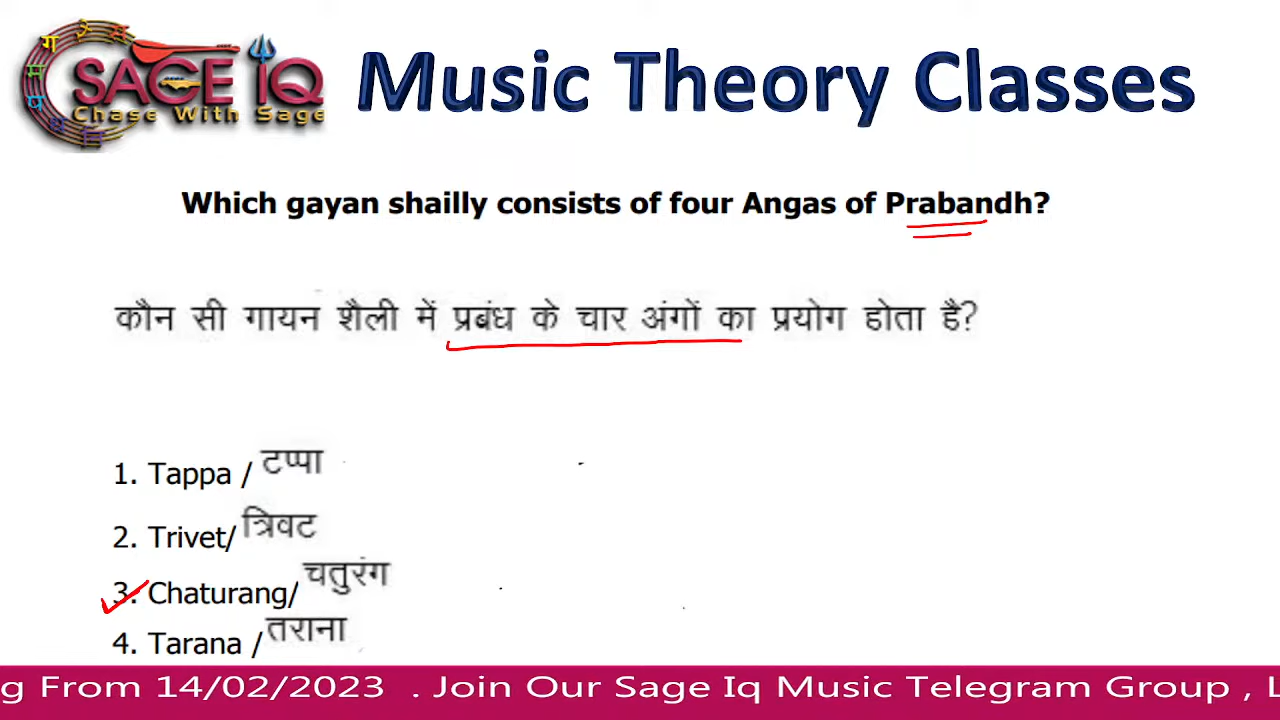 SAGE IQ
Chase With Sage
Music Theory Classes
Which gayan shailly consists of four Angas of Prabandh?
कौन सी गायन शैली में प्रबंध के चार अंगों का प्रयोग होता है?
1. Tappa / टप्पा
2. Trivet/ त्रिवट
3. Chaturang/ चतुरंग
4. Tarana / तराना
g From 14/02/2023 . Join Our Sage Iq Music Telegram Group , L